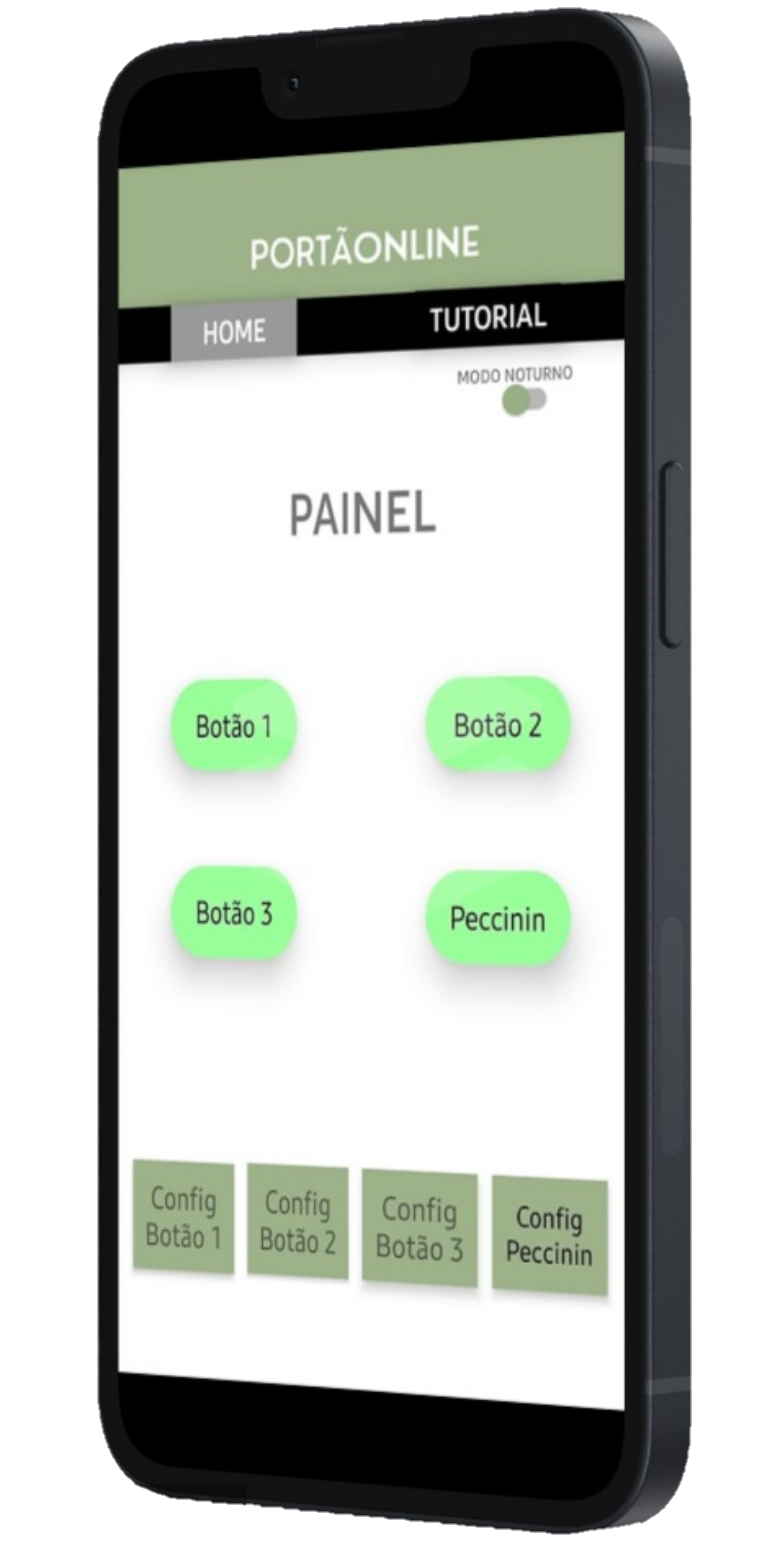 PORTÃONLINE
HOME TUTORIAL
MODO NOTURNO
PAINEL
Botão 1
Botão 2
Botão 3
Peccinin
Config
Botão 1
Config
Botão 2
Config
Botão 3
Config
Peccinin